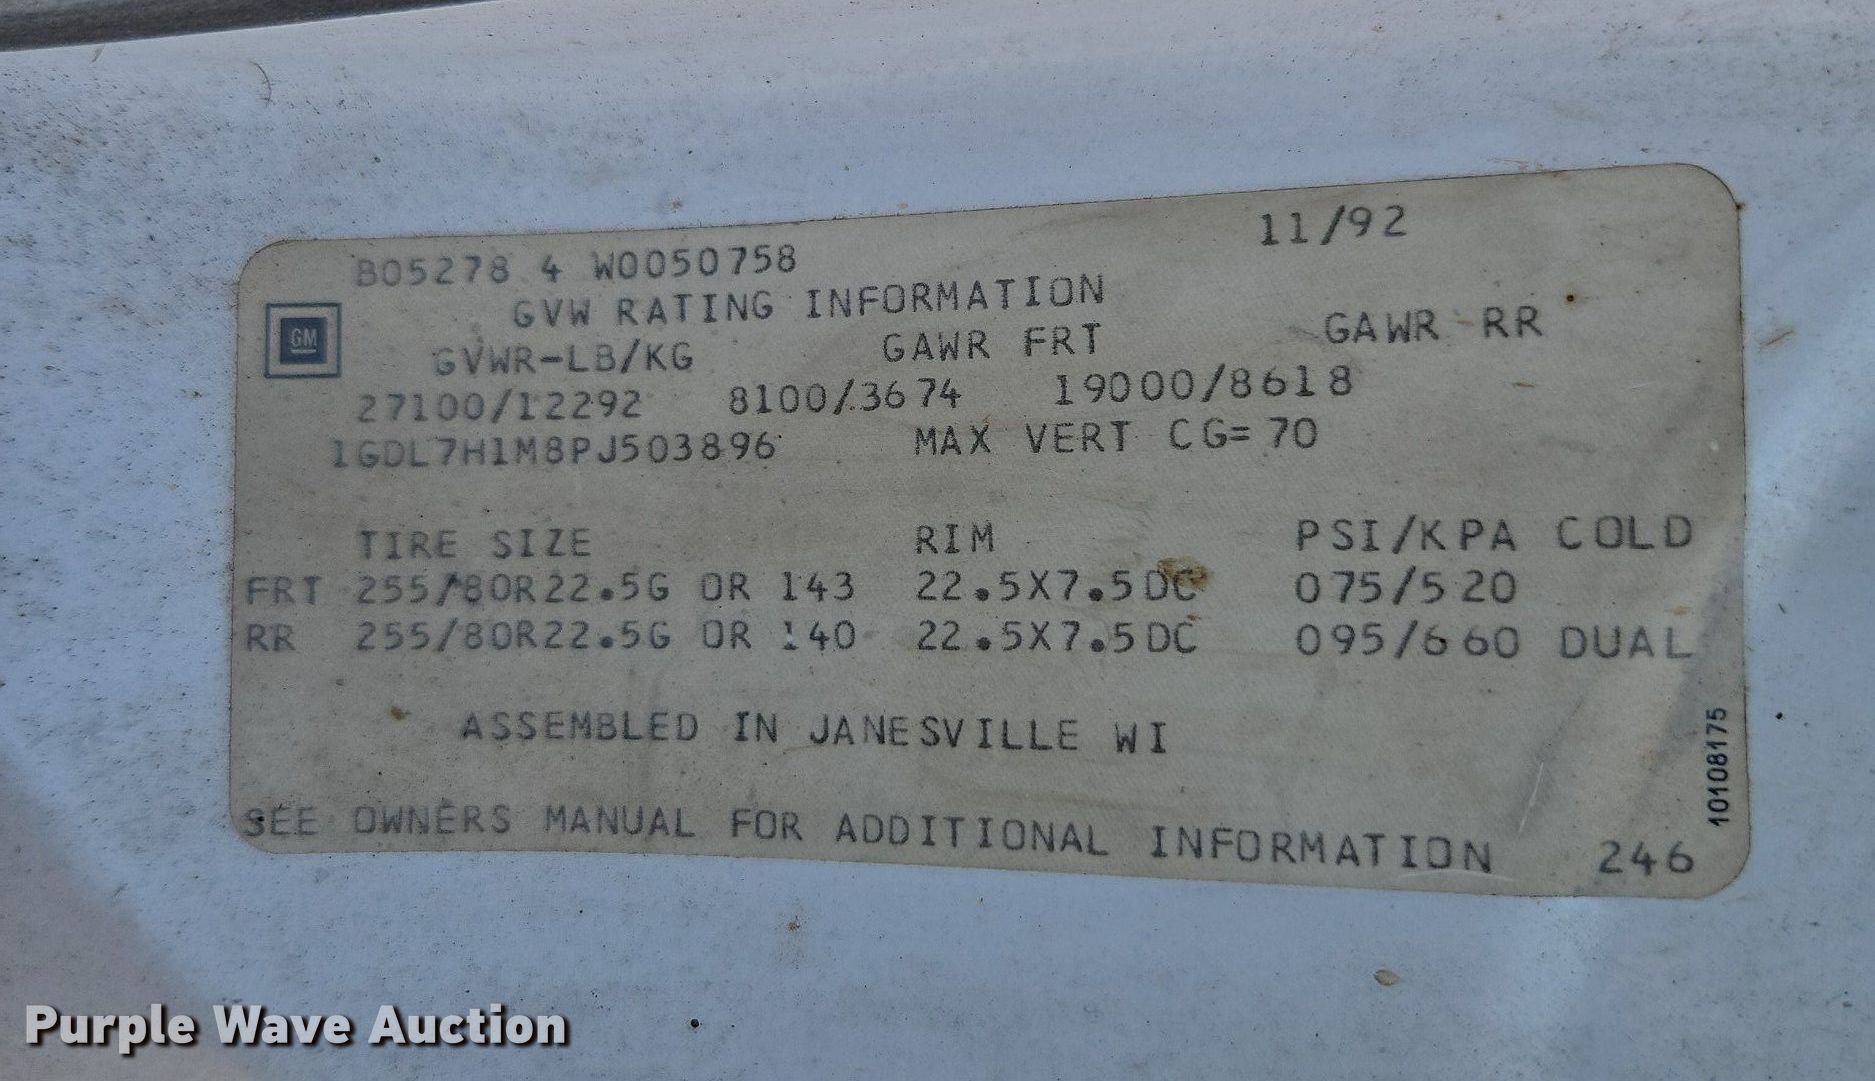 11/92
B05278 4 W0050758
GVW RATING INFORMATION
GM
GVWR-LB/KG GAWR FRT GAWR RR
27100/12292 8100/3674 19000/8618
1GDL7H1M8PJ503896 MAX VERT CG=70
TIRE SIZE RIM PSI/KPA COLD
FRT 255/80R22.5G OR 143 22.5X7.5DC 075/520
RR 255/80R22.5G OR 140 22.5X7.5DC 095/660 DUAL
ASSEMBLED IN JANESVILLE WI
SEE OWNERS MANUAL FOR ADDITIONAL INFORMATION 246
10108175
Purple Wave Auction